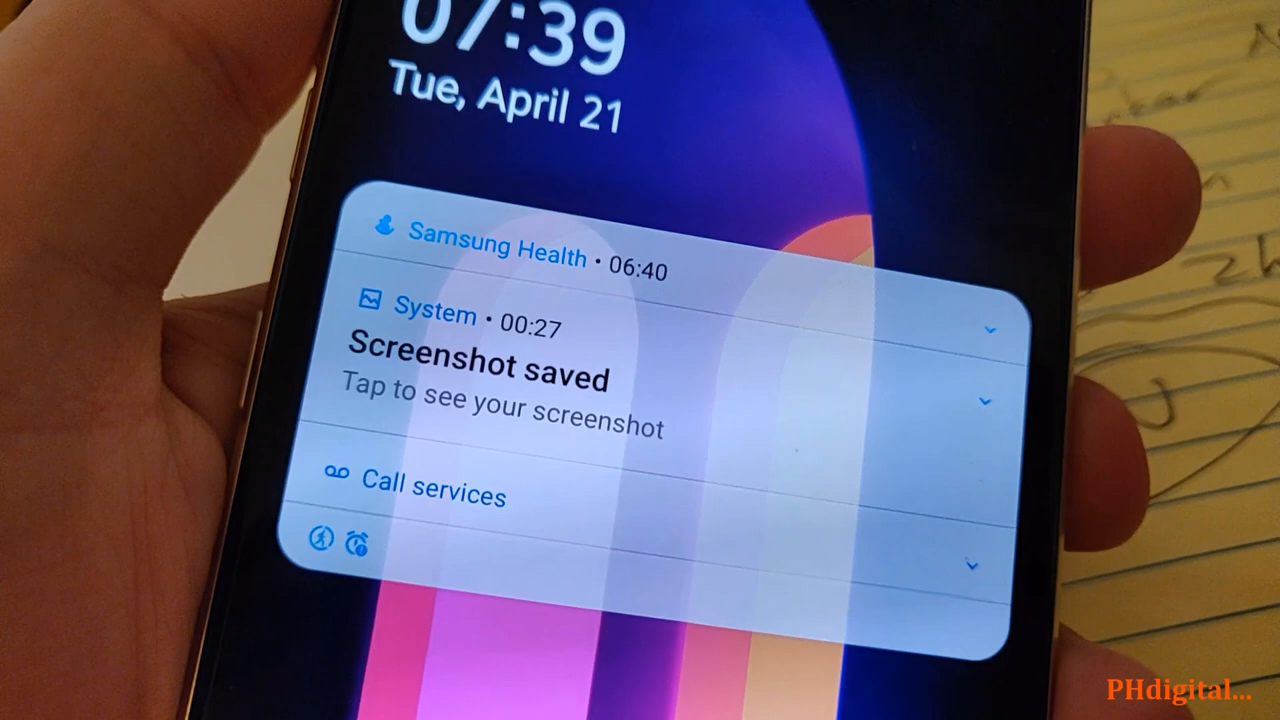 07:39
Tue, April 21
Samsung Health • 06:40
System • 00:27
Screenshot saved
Tap to see your screenshot
Call services
PHdigital...